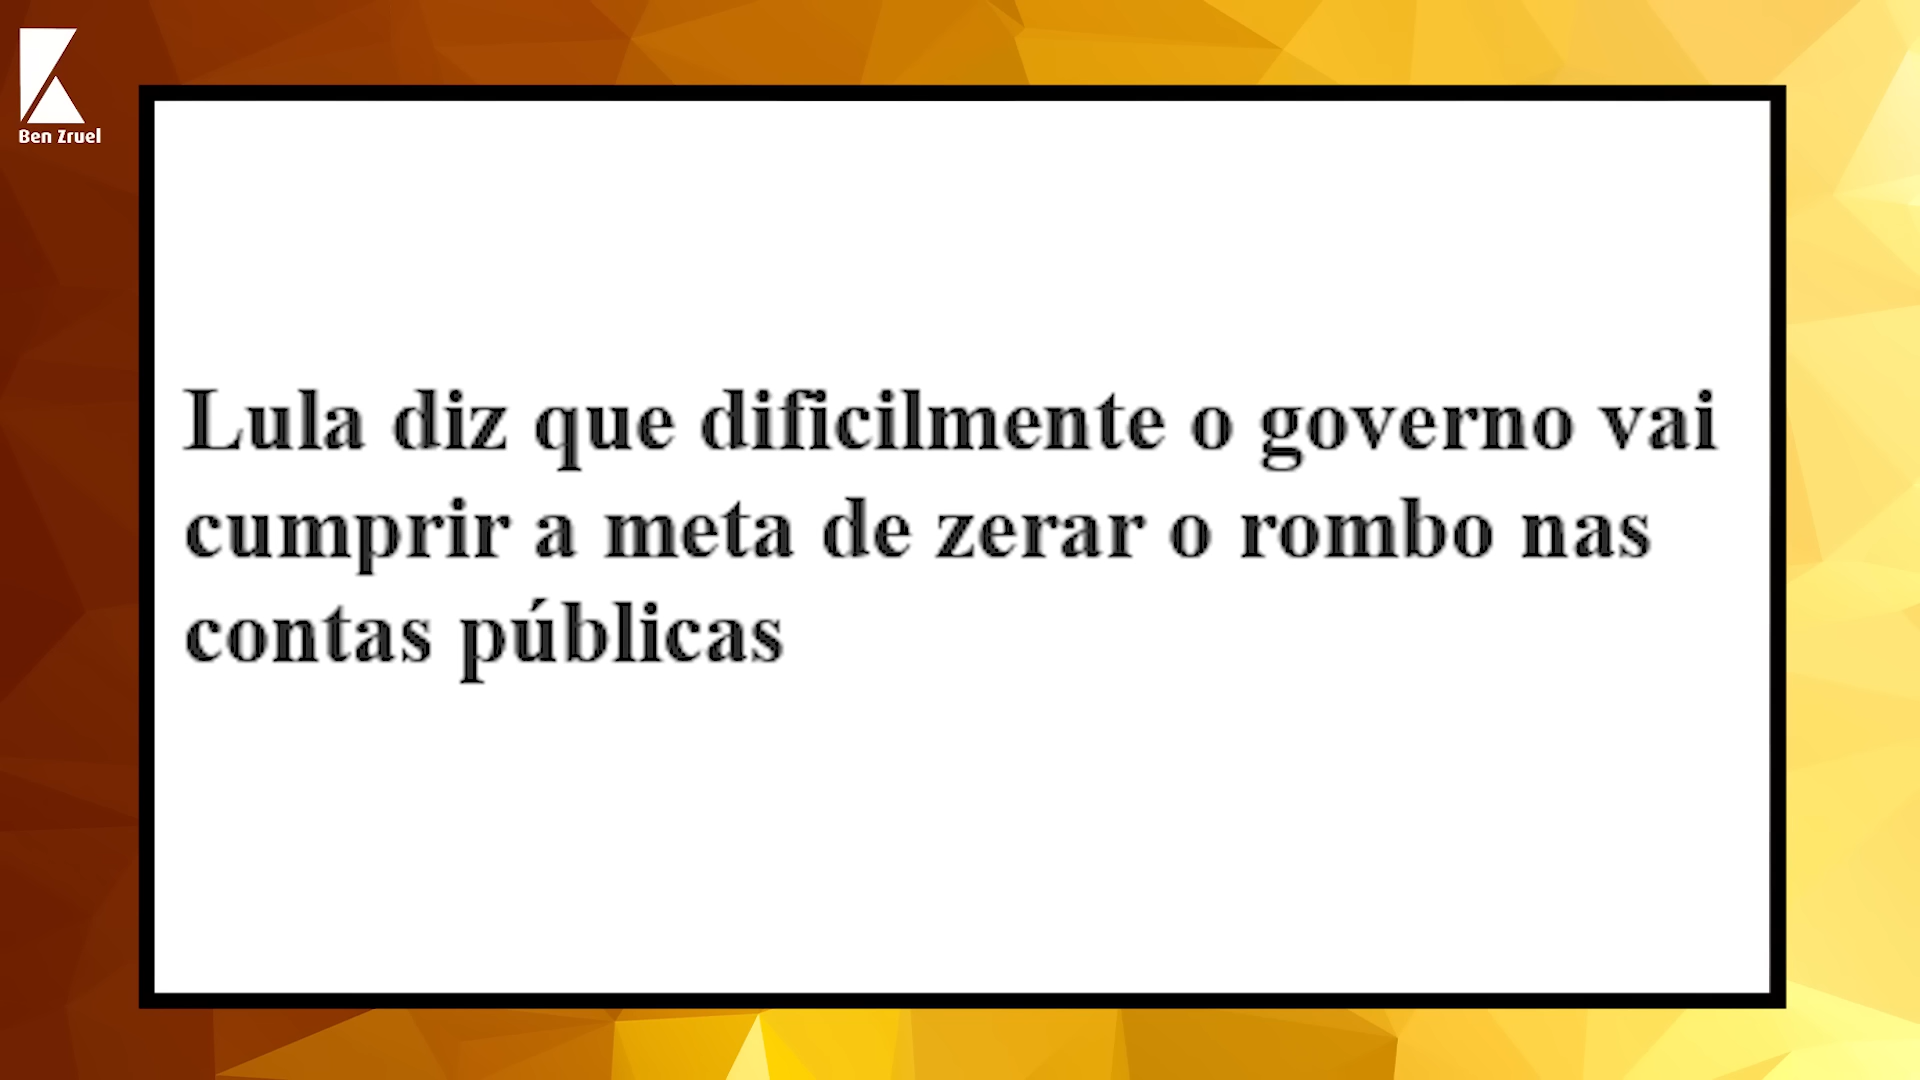 Ben Zruel
Lula diz que dificilmente o governo vai
cumprir a meta de zerar o rombo nas
contas públicas